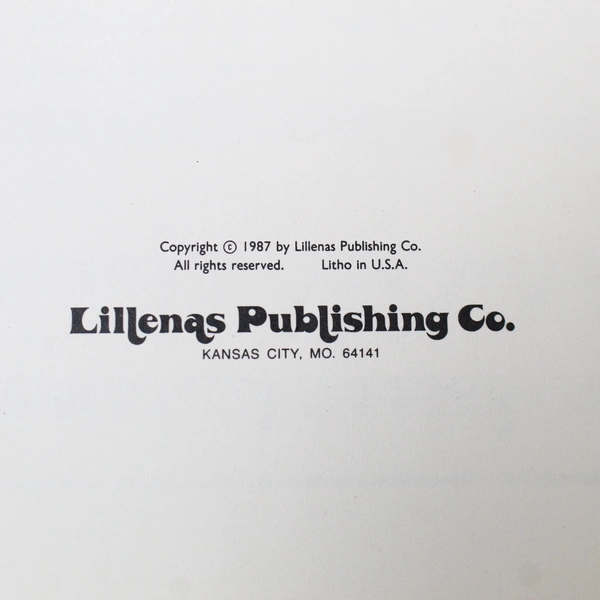 Copyright © 1987 by Lillenas Publishing Co.
All rights reserved. Litho in U.S.A.
Lillenas Publishing Co.
KANSAS CITY, MO. 64141